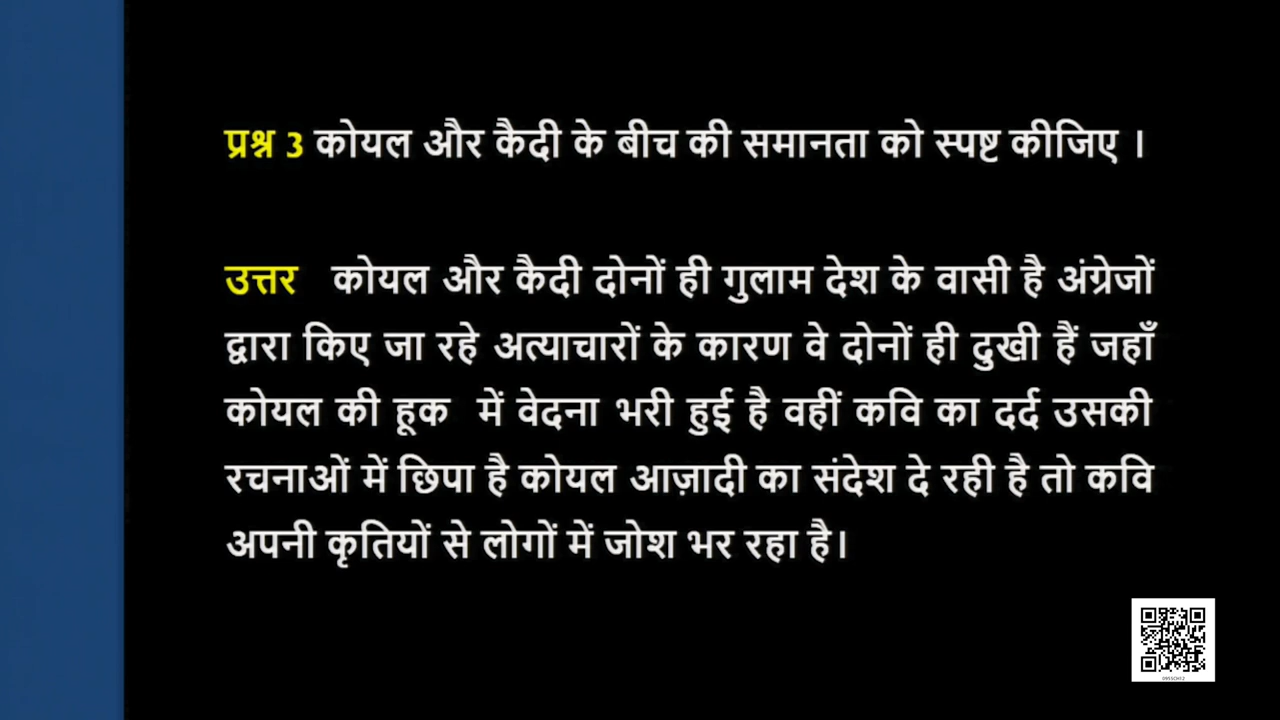 प्रश्न 3 कोयल और कैदी के बीच की समानता को स्पष्ट कीजिए ।
उत्तर कोयल और कैदी दोनों ही गुलाम देश के वासी है अंग्रेजों
द्वारा किए जा रहे अत्याचारों के कारण वे दोनों ही दुखी हैं जहाँ
कोयल की हूक में वेदना भरी हुई है वहीं कवि का दर्द उसकी
रचनाओं में छिपा है कोयल आज़ादी का संदेश दे रही है तो कवि
अपनी कृतियों से लोगों में जोश भर रहा है।